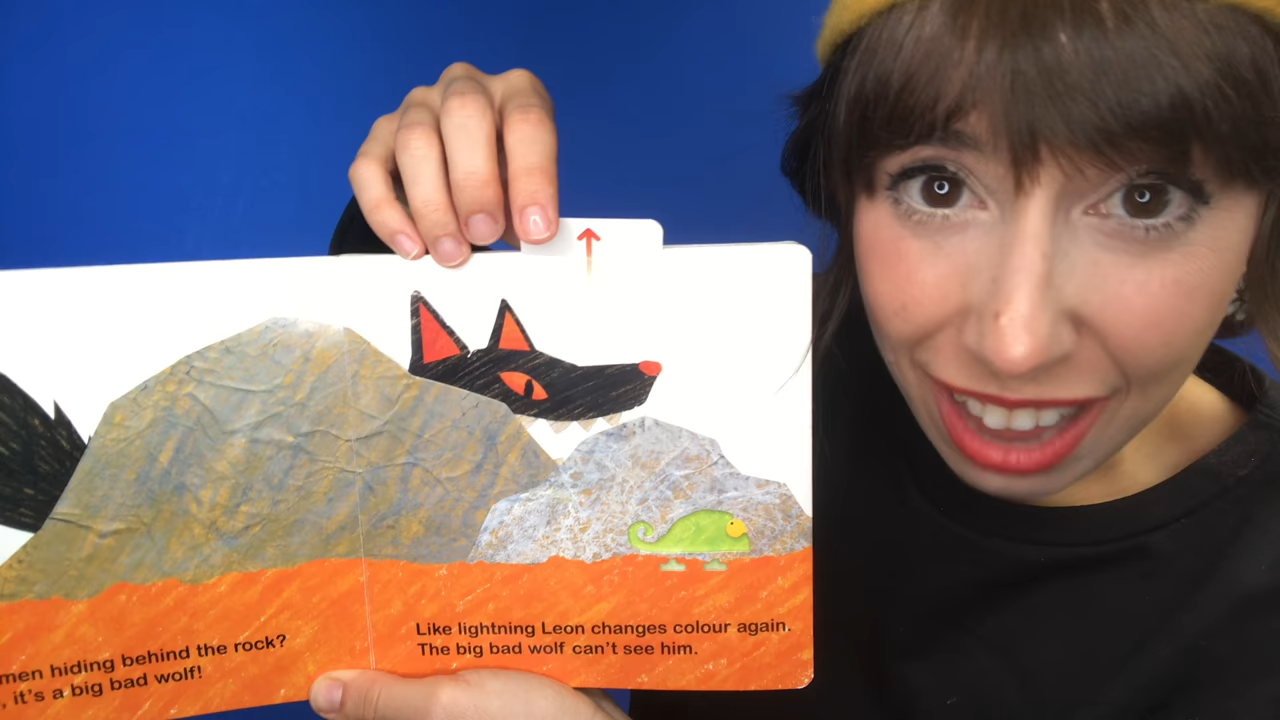 men hiding behind the rock?
, it's a big bad wolf!
Like lightning Leon changes colour again.
The big bad wolf can't see him.